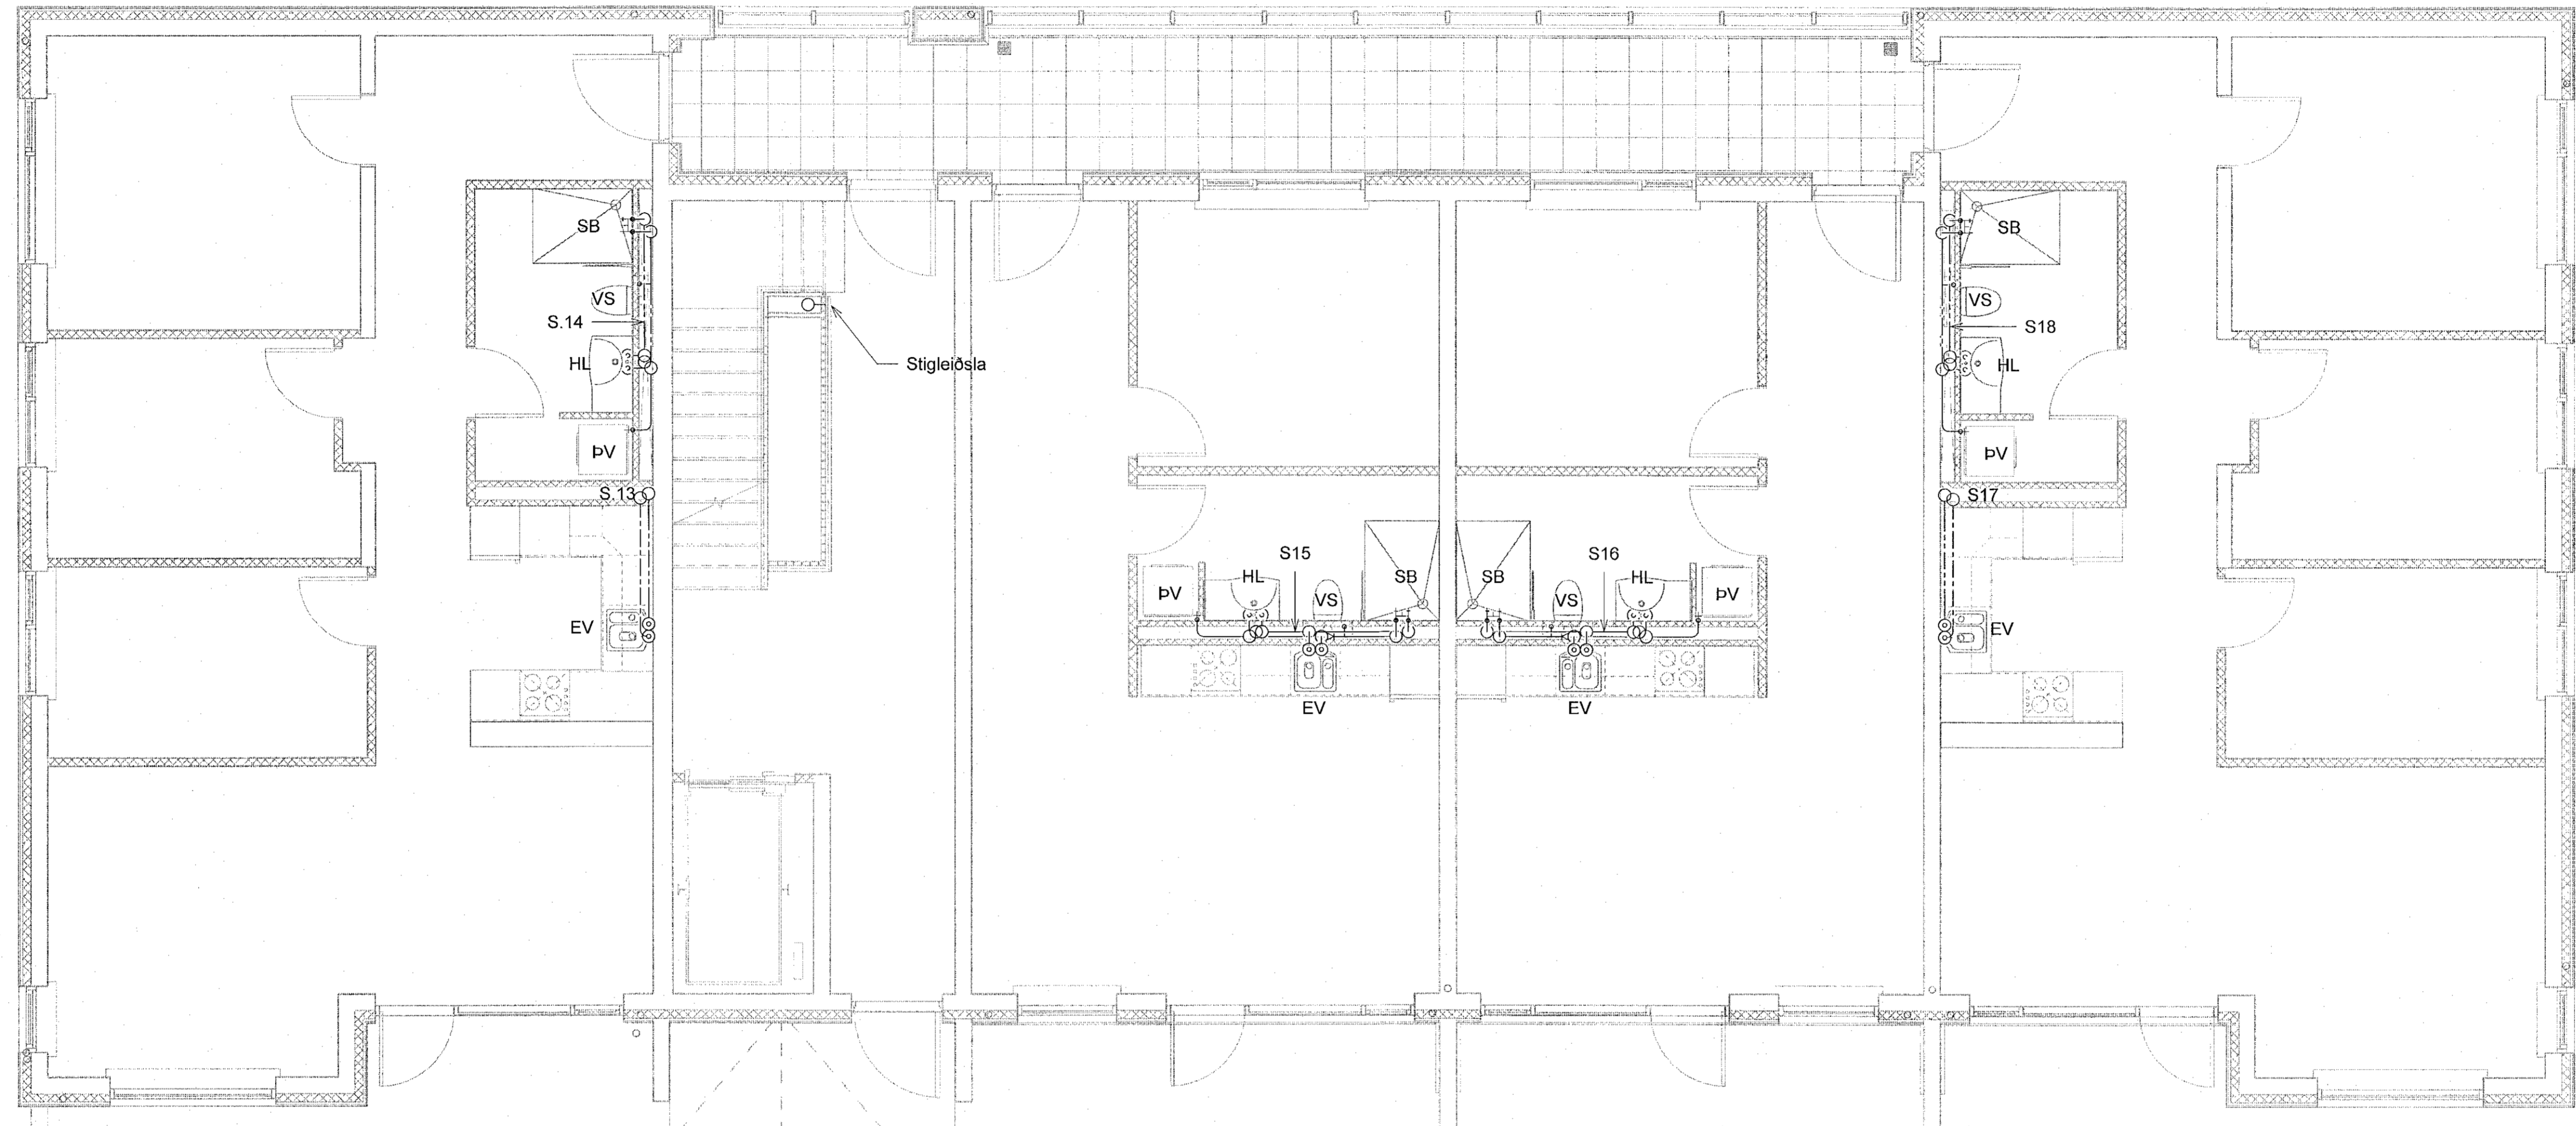 SB
VS
S.14
HL
ÞV
S.13
EV
Stigleiðsla
S15
HL
VS
SB
ÞV
EV
S16
SB
VS
HL
ÞV
EV
SB
VS
S18
HL
ÞV
S17
EV